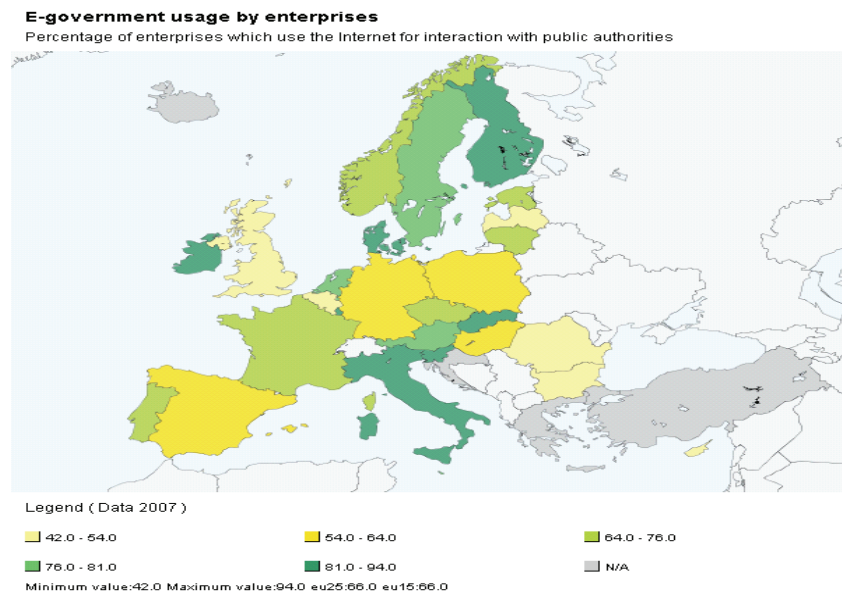 E-government usage by enterprises
Percentage of enterprises which use the Internet for interaction with public authorities
Legend ( Data 2007 )
42.0 - 54.0 54.0 - 64.0 64.0 - 76.0
76.0 - 81.0 81.0 - 94.0 N/A
Minimum value:42.0 Maximum value:94.0 eu25:66.0 eu15:66.0